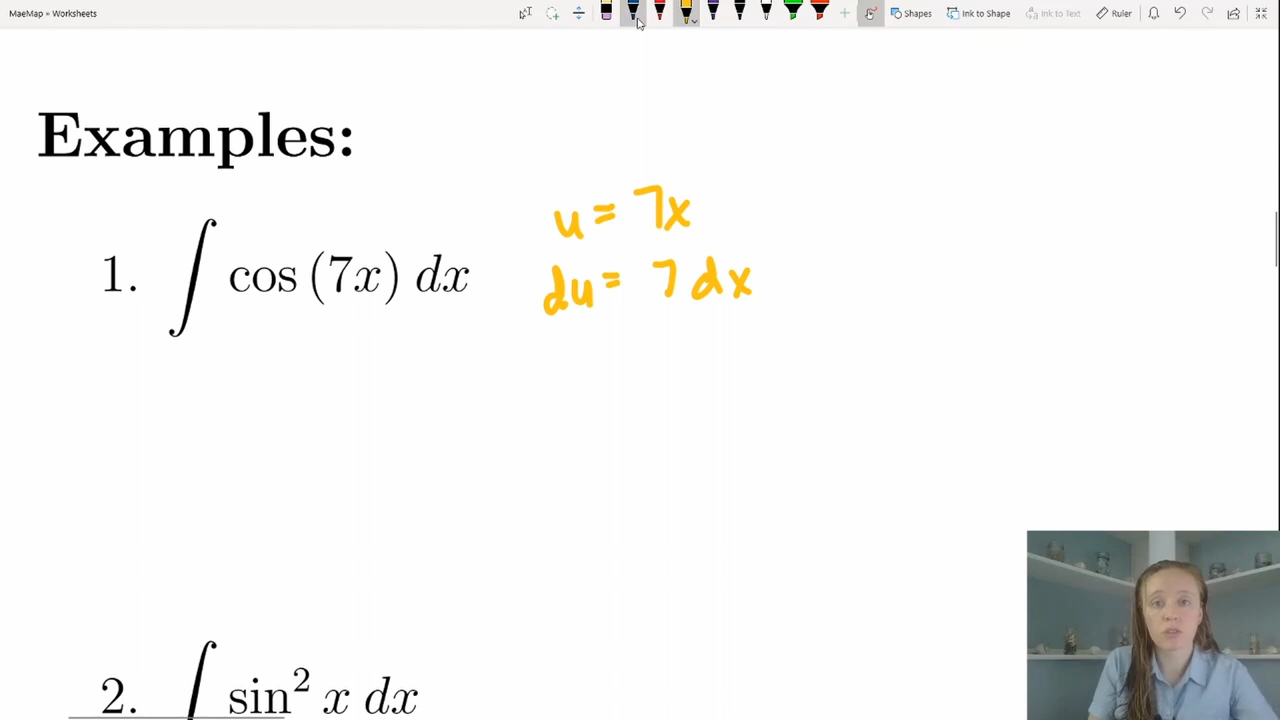 MaeMap » Worksheets
Shapes
Ink to Shape
Ink to Text
Ruler
Examples:
1. ∫ cos (7x) dx
u = 7x
du = 7 dx
2. ∫ sin² x dx